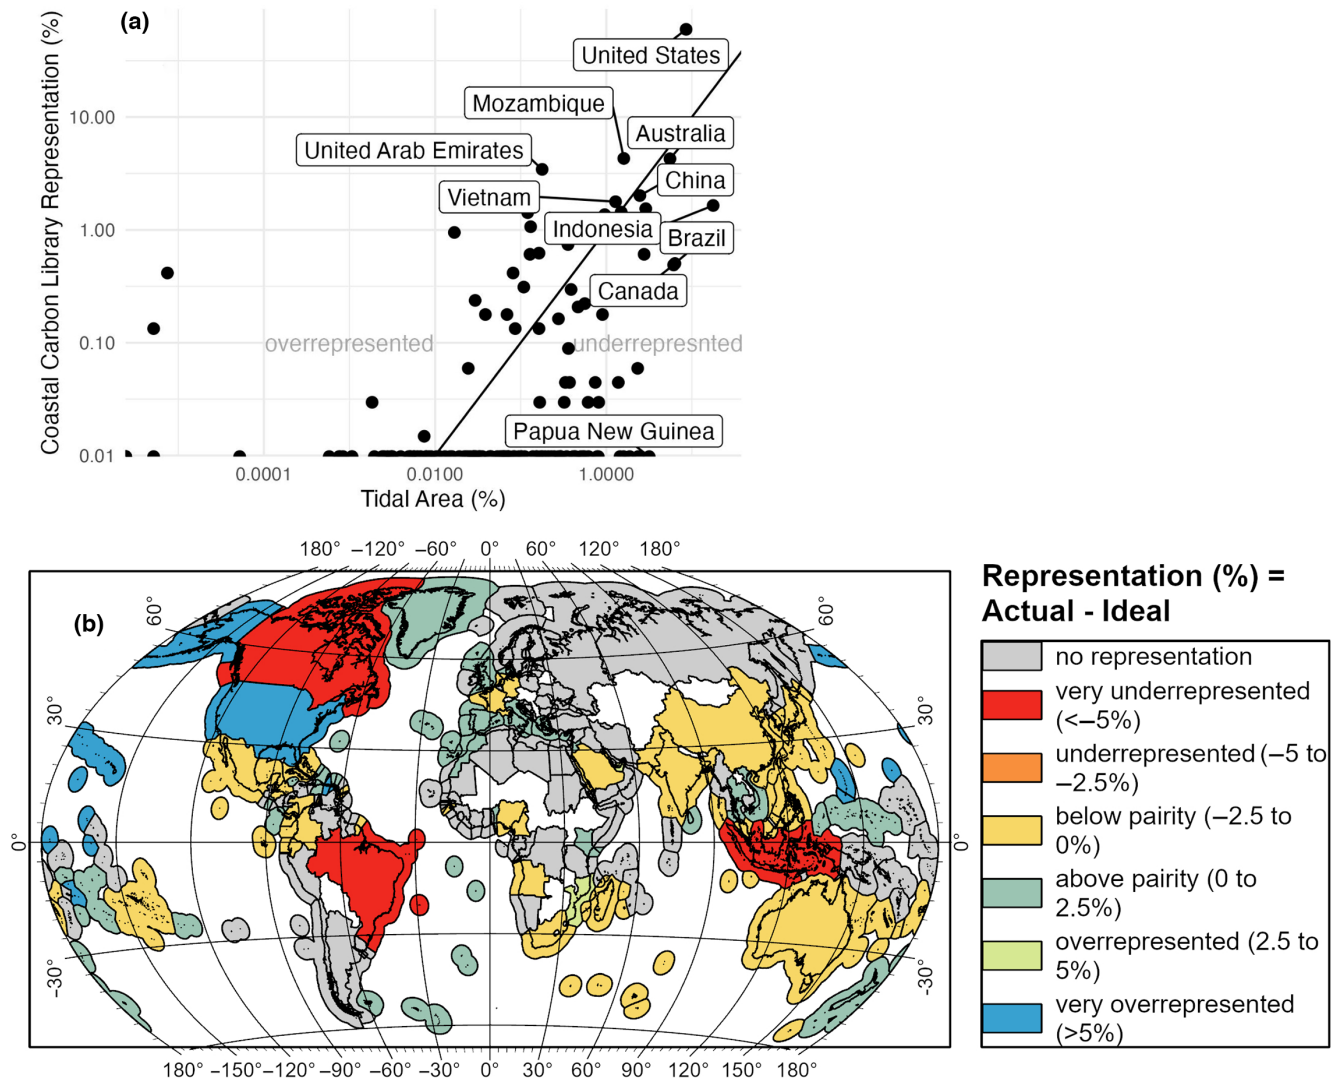 (a)
Coastal Carbon Library Representation (%)
10.00
1.00
0.10
0.01
United States
Mozambique
Australia
United Arab Emirates
China
Vietnam
Indonesia
Brazil
Canada
overrepresented
underrepresnted
Papua New Guinea
0.0001
0.0100
1.0000
Tidal Area (%)
180° −120° −60° 0° 60° 120° 180°
(b)
60°
60°
30°
30°
0°
0°
-30°
-30°
180° −150° −120° −90° −60° −30° 0° 30° 60° 90° 120° 150° 180°
Representation (%) =
Actual - Ideal
no representation
very underrepresented
(<−5%)
underrepresented (−5 to
−2.5%)
below pairity (−2.5 to
0%)
above pairity (0 to
2.5%)
overrepresented (2.5 to
5%)
very overrepresented
(>5%)